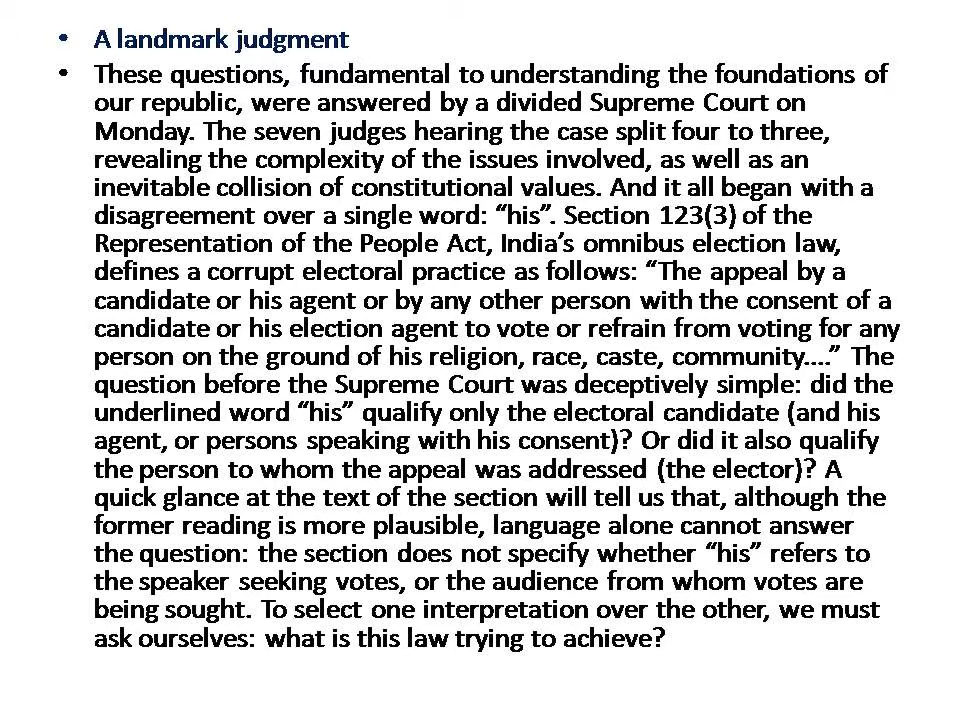 • A landmark judgment
• These questions, fundamental to understanding the foundations of
our republic, were answered by a divided Supreme Court on
Monday. The seven judges hearing the case split four to three,
revealing the complexity of the issues involved, as well as an
inevitable collision of constitutional values. And it all began with a
disagreement over a single word: “his”. Section 123(3) of the
Representation of the People Act, India’s omnibus election law,
defines a corrupt electoral practice as follows: “The appeal by a
candidate or his agent or by any other person with the consent of a
candidate or his election agent to vote or refrain from voting for any
person on the ground of his religion, race, caste, community....” The
question before the Supreme Court was deceptively simple: did the
underlined word “his” qualify only the electoral candidate (and his
agent, or persons speaking with his consent)? Or did it also qualify
the person to whom the appeal was addressed (the elector)? A
quick glance at the text of the section will tell us that, although the
former reading is more plausible, language alone cannot answer
the question: the section does not specify whether “his” refers to
the speaker seeking votes, or the audience from whom votes are
being sought. To select one interpretation over the other, we must
ask ourselves: what is this law trying to achieve?